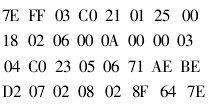 7E FF 03 C0 21 01 25 00
18 02 06 00 0A 00 00 03
04 C0 23 05 06 71 AE BE
D2 07 02 08 02 8F 64 7E